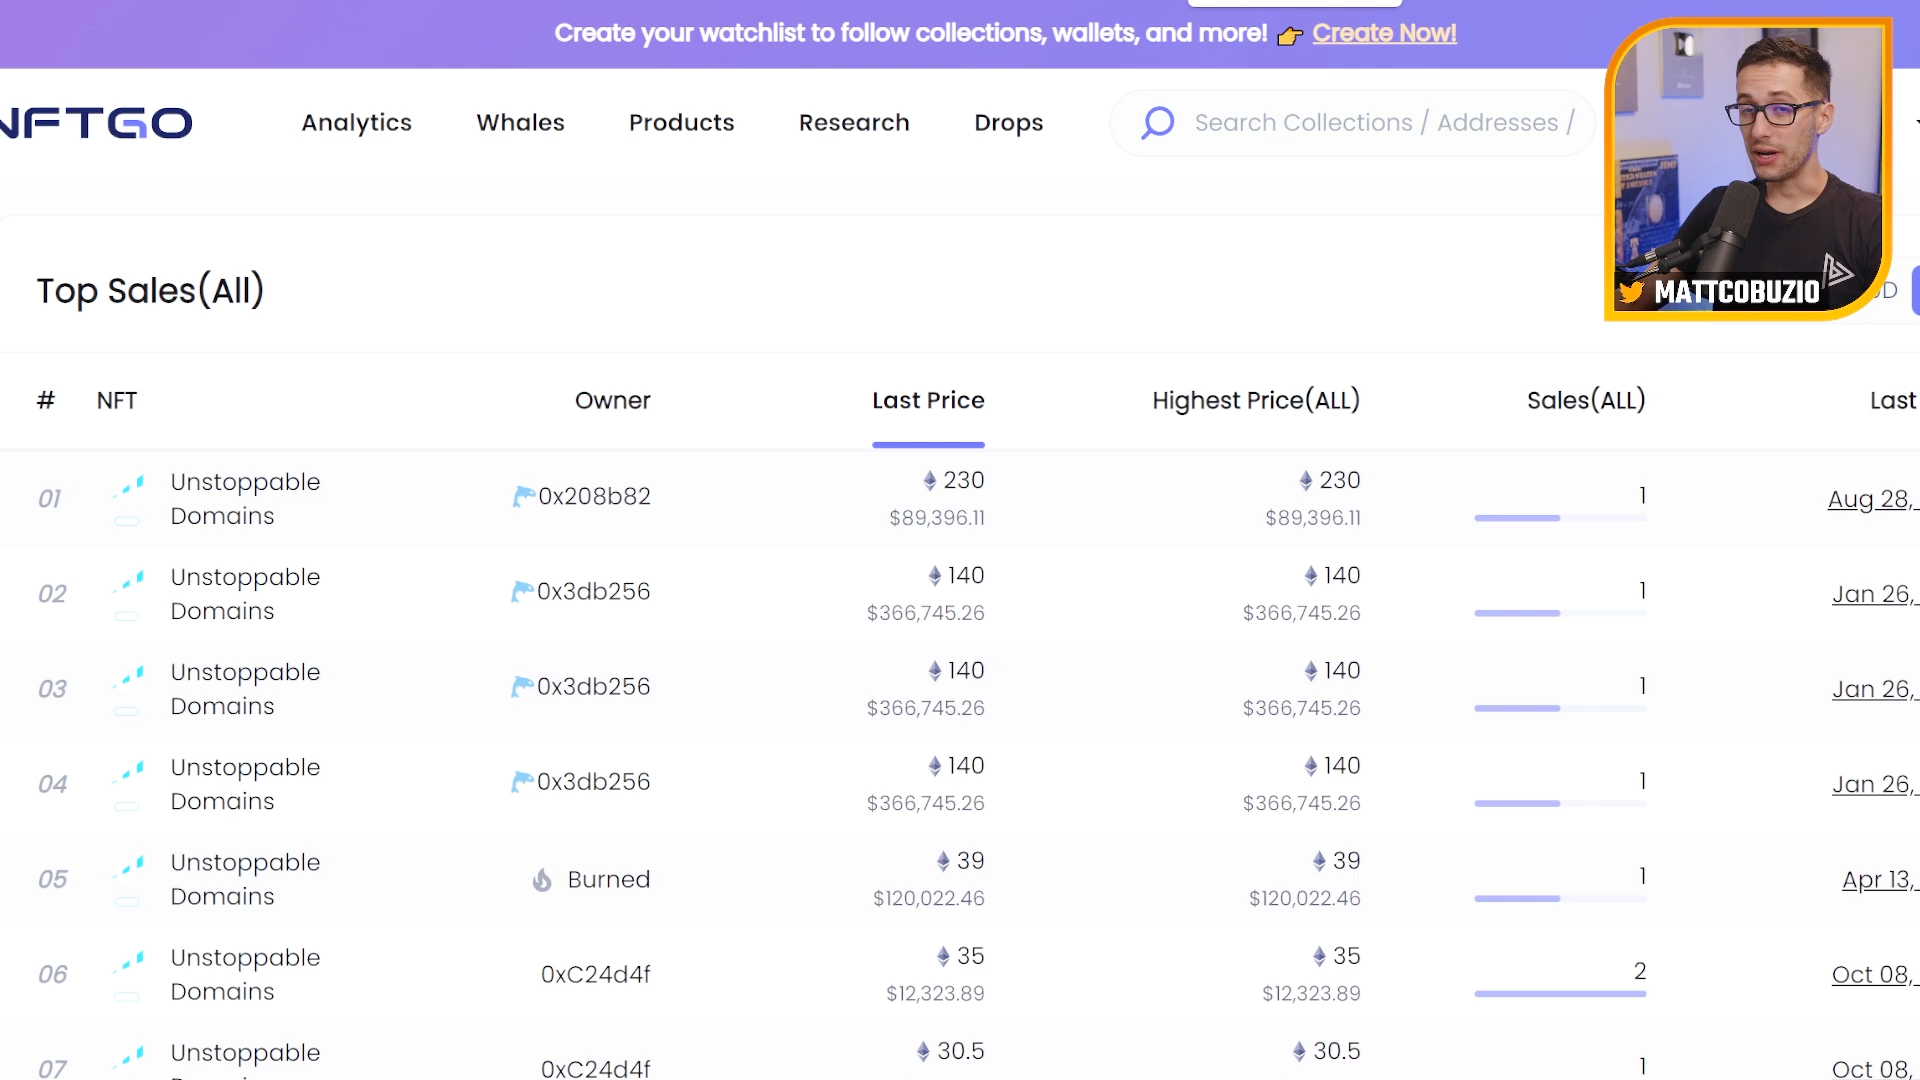 Create your watchlist to follow collections, wallets, and more! 👉 Create Now!
NFTGO
Analytics
Whales
Products
Research
Drops
Search Collections / Addresses /
MATTCOBUZIO
Top Sales(All)
# NFT Owner Last Price Highest Price(ALL) Sales(ALL) Last
01 Unstoppable Domains 0x208b82 230 230 1 Aug 28,
$89,396.11 $89,396.11
02 Unstoppable Domains 0x3db256 140 140 1 Jan 26,
$366,745.26 $366,745.26
03 Unstoppable Domains 0x3db256 140 140 1 Jan 26,
$366,745.26 $366,745.26
04 Unstoppable Domains 0x3db256 140 140 1 Jan 26,
$366,745.26 $366,745.26
05 Unstoppable Domains Burned 39 39 1 Apr 13,
$120,022.46 $120,022.46
06 Unstoppable Domains 0xC24d4f 35 35 2 Oct 08,
$12,323.89 $12,323.89
07 Unstoppable 0xC24d4f 30.5 30.5 1 Oct 08,